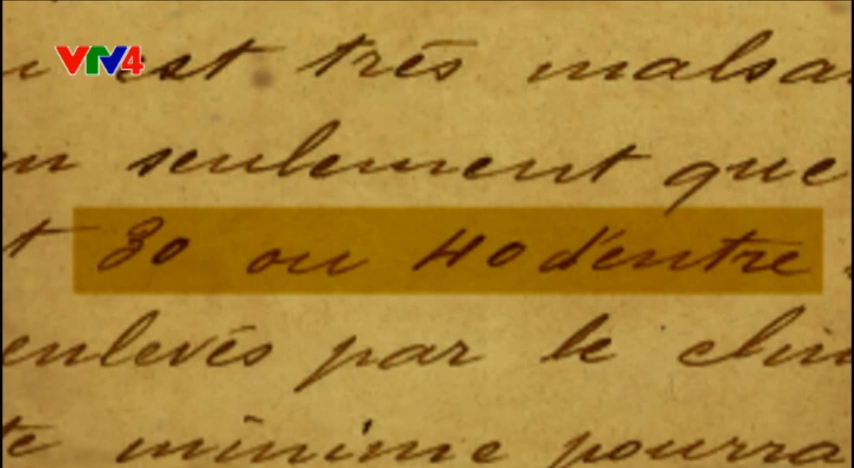 VTV4
est très malsa
seulement que
30 ou 40 d'entre
enlevés par le
minime pourra